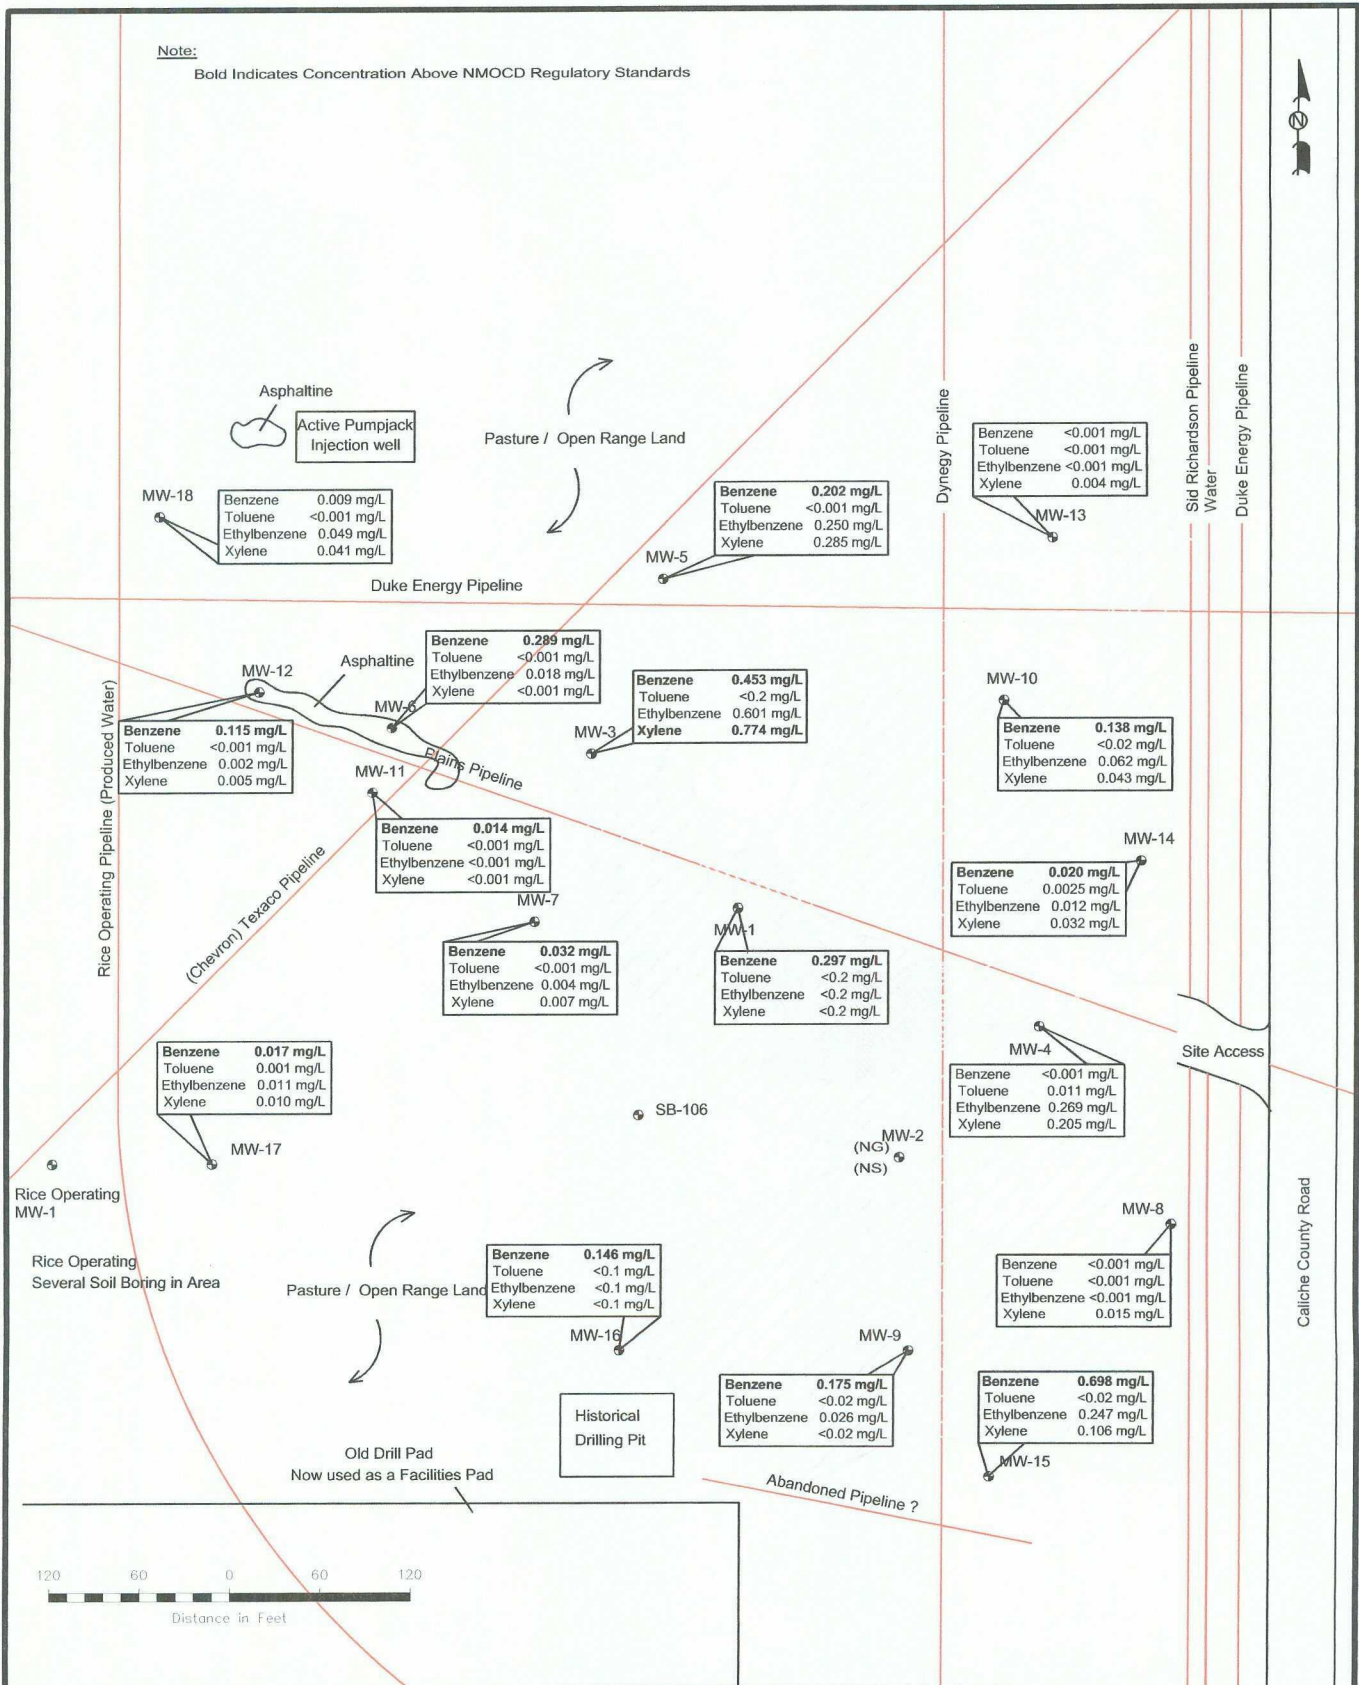 Note:
Bold Indicates Concentration Above NMOCD Regulatory Standards
N
Asphaltine
Active Pumpjack
Injection well
Pasture / Open Range Land
Dynegy Pipeline
Sid Richardson Pipeline
Water
Duke Energy Pipeline
Benzene <0.001 mg/L
Toluene <0.001 mg/L
Ethylbenzene <0.001 mg/L
Xylene 0.004 mg/L
MW-13
MW-18
Benzene 0.009 mg/L
Toluene <0.001 mg/L
Ethylbenzene 0.049 mg/L
Xylene 0.041 mg/L
Benzene 0.202 mg/L
Toluene <0.001 mg/L
Ethylbenzene 0.250 mg/L
Xylene 0.285 mg/L
MW-5
Duke Energy Pipeline
Benzene 0.289 mg/L
Toluene <0.001 mg/L
Ethylbenzene 0.018 mg/L
Xylene <0.001 mg/L
MW-12
Asphaltine
MW-6
Benzene 0.453 mg/L
Toluene <0.2 mg/L
Ethylbenzene 0.601 mg/L
Xylene 0.774 mg/L
MW-3
MW-10
Benzene 0.138 mg/L
Toluene <0.02 mg/L
Ethylbenzene 0.062 mg/L
Xylene 0.043 mg/L
Rice Operating Pipeline (Produced Water)
Benzene 0.115 mg/L
Toluene <0.001 mg/L
Ethylbenzene 0.002 mg/L
Xylene 0.005 mg/L
Plains Pipeline
MW-11
Benzene 0.014 mg/L
Toluene <0.001 mg/L
Ethylbenzene <0.001 mg/L
Xylene <0.001 mg/L
MW-14
Benzene 0.020 mg/L
Toluene 0.0025 mg/L
Ethylbenzene 0.012 mg/L
Xylene 0.032 mg/L
(Chevron) Texaco Pipeline
MW-7
Benzene 0.032 mg/L
Toluene <0.001 mg/L
Ethylbenzene 0.004 mg/L
Xylene 0.007 mg/L
MW-1
Benzene 0.297 mg/L
Toluene <0.2 mg/L
Ethylbenzene <0.2 mg/L
Xylene <0.2 mg/L
Site Access
MW-4
Benzene <0.001 mg/L
Toluene 0.011 mg/L
Ethylbenzene 0.269 mg/L
Xylene 0.205 mg/L
Benzene 0.017 mg/L
Toluene 0.001 mg/L
Ethylbenzene 0.011 mg/L
Xylene 0.010 mg/L
MW-17
SB-106
MW-2
(NG)
(NS)
Rice Operating
MW-1
Rice Operating
Several Soil Boring in Area
MW-8
Benzene <0.001 mg/L
Toluene <0.001 mg/L
Ethylbenzene <0.001 mg/L
Xylene 0.015 mg/L
Caliche County Road
Pasture / Open Range Land
Benzene 0.146 mg/L
Toluene <0.1 mg/L
Ethylbenzene <0.1 mg/L
Xylene <0.1 mg/L
MW-16
MW-9
Benzene 0.175 mg/L
Toluene <0.02 mg/L
Ethylbenzene 0.026 mg/L
Xylene <0.02 mg/L
Benzene 0.698 mg/L
Toluene <0.02 mg/L
Ethylbenzene 0.247 mg/L
Xylene 0.106 mg/L
MW-15
Historical
Drilling Pit
Old Drill Pad
Now used as a Facilities Pad
Abandoned Pipeline ?
120 60 0 60 120
Distance in Feet